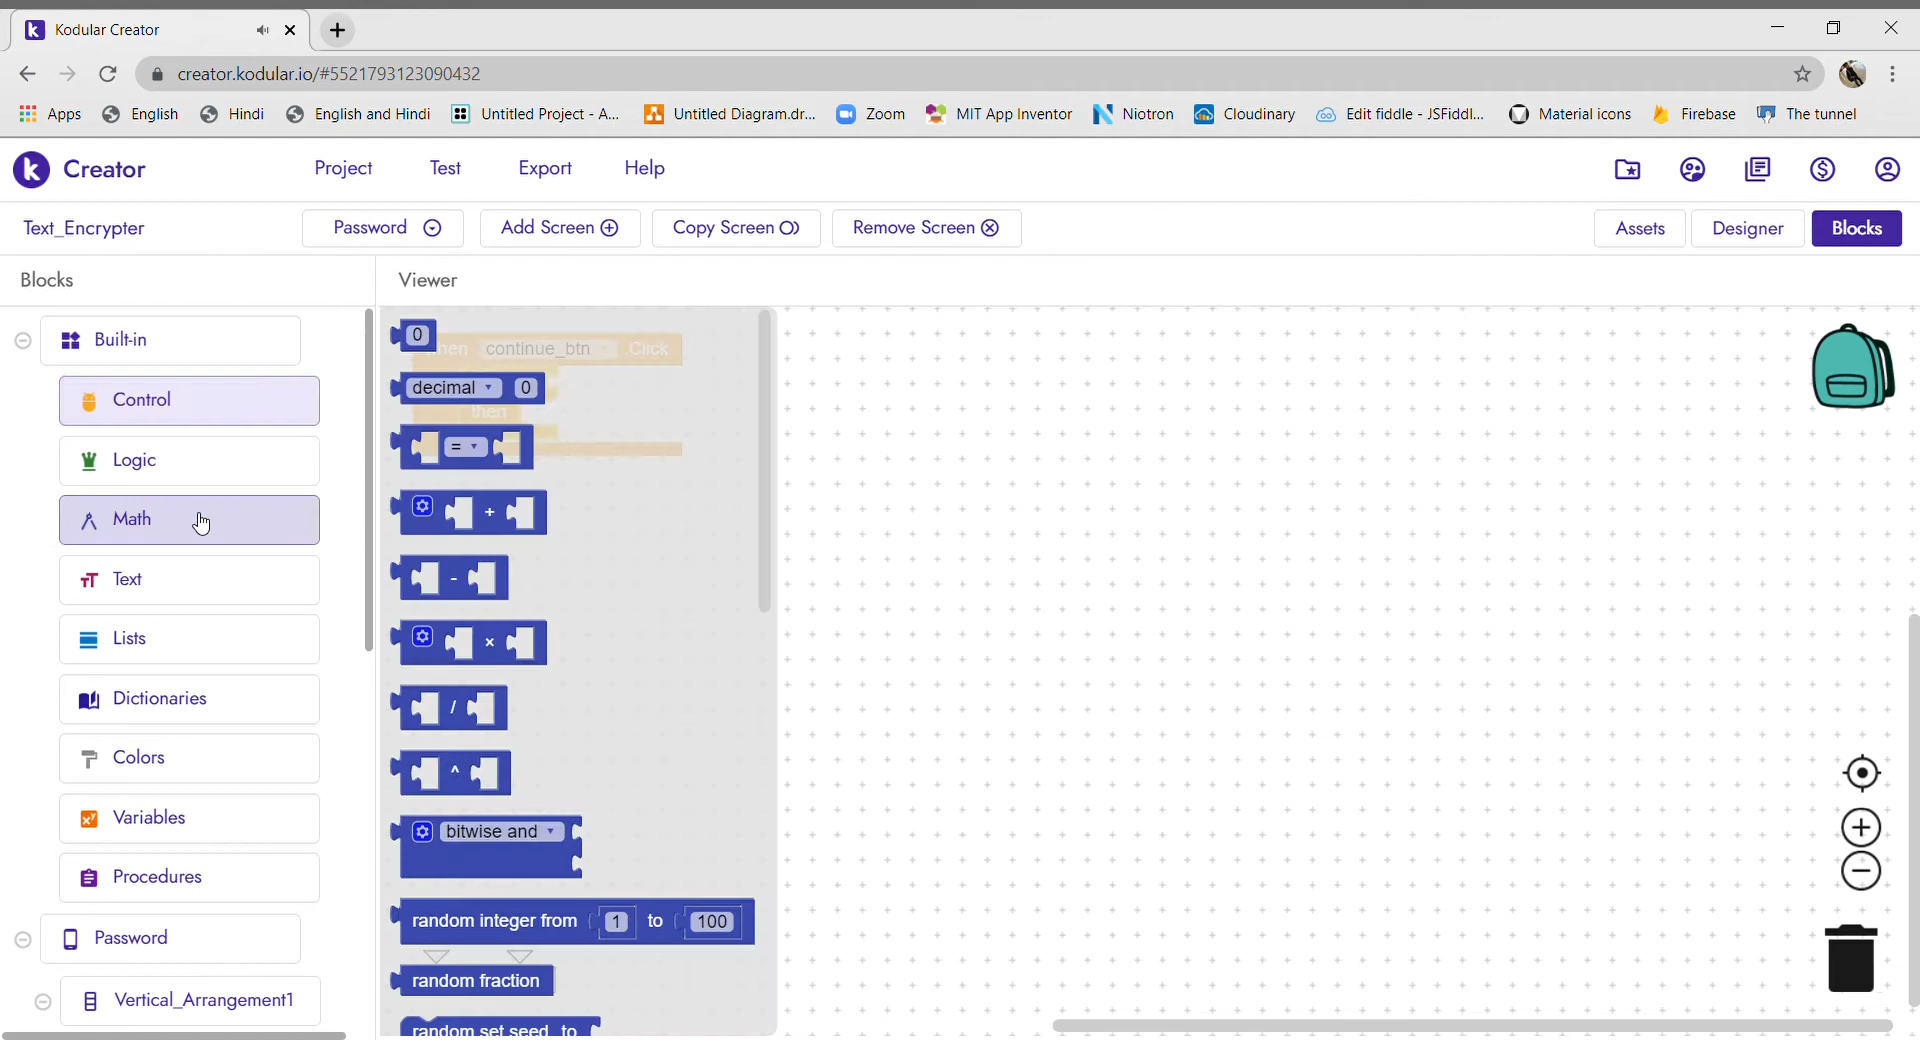 Kodular Creator
creator.kodular.io/#5521793123090432
Apps English Hindi English and Hindi Untitled Project - A... Untitled Diagram.dr... Zoom MIT App Inventor Niotron Cloudinary Edit fiddle - JSFiddl... Material icons Firebase The tunnel
k Creator Project Test Export Help
Text_Encrypter Password Add Screen Copy Screen Remove Screen Assets Designer Blocks
Blocks Viewer
Built-in
Control
Logic
Math
Text
Lists
Dictionaries
Colors
Variables
Procedures
Password
Vertical_Arrangement1
0
when continue_btn .Click
decimal 0
then
=
+
-
×
/
^
bitwise and
random integer from 1 to 100
random fraction
random set seed to